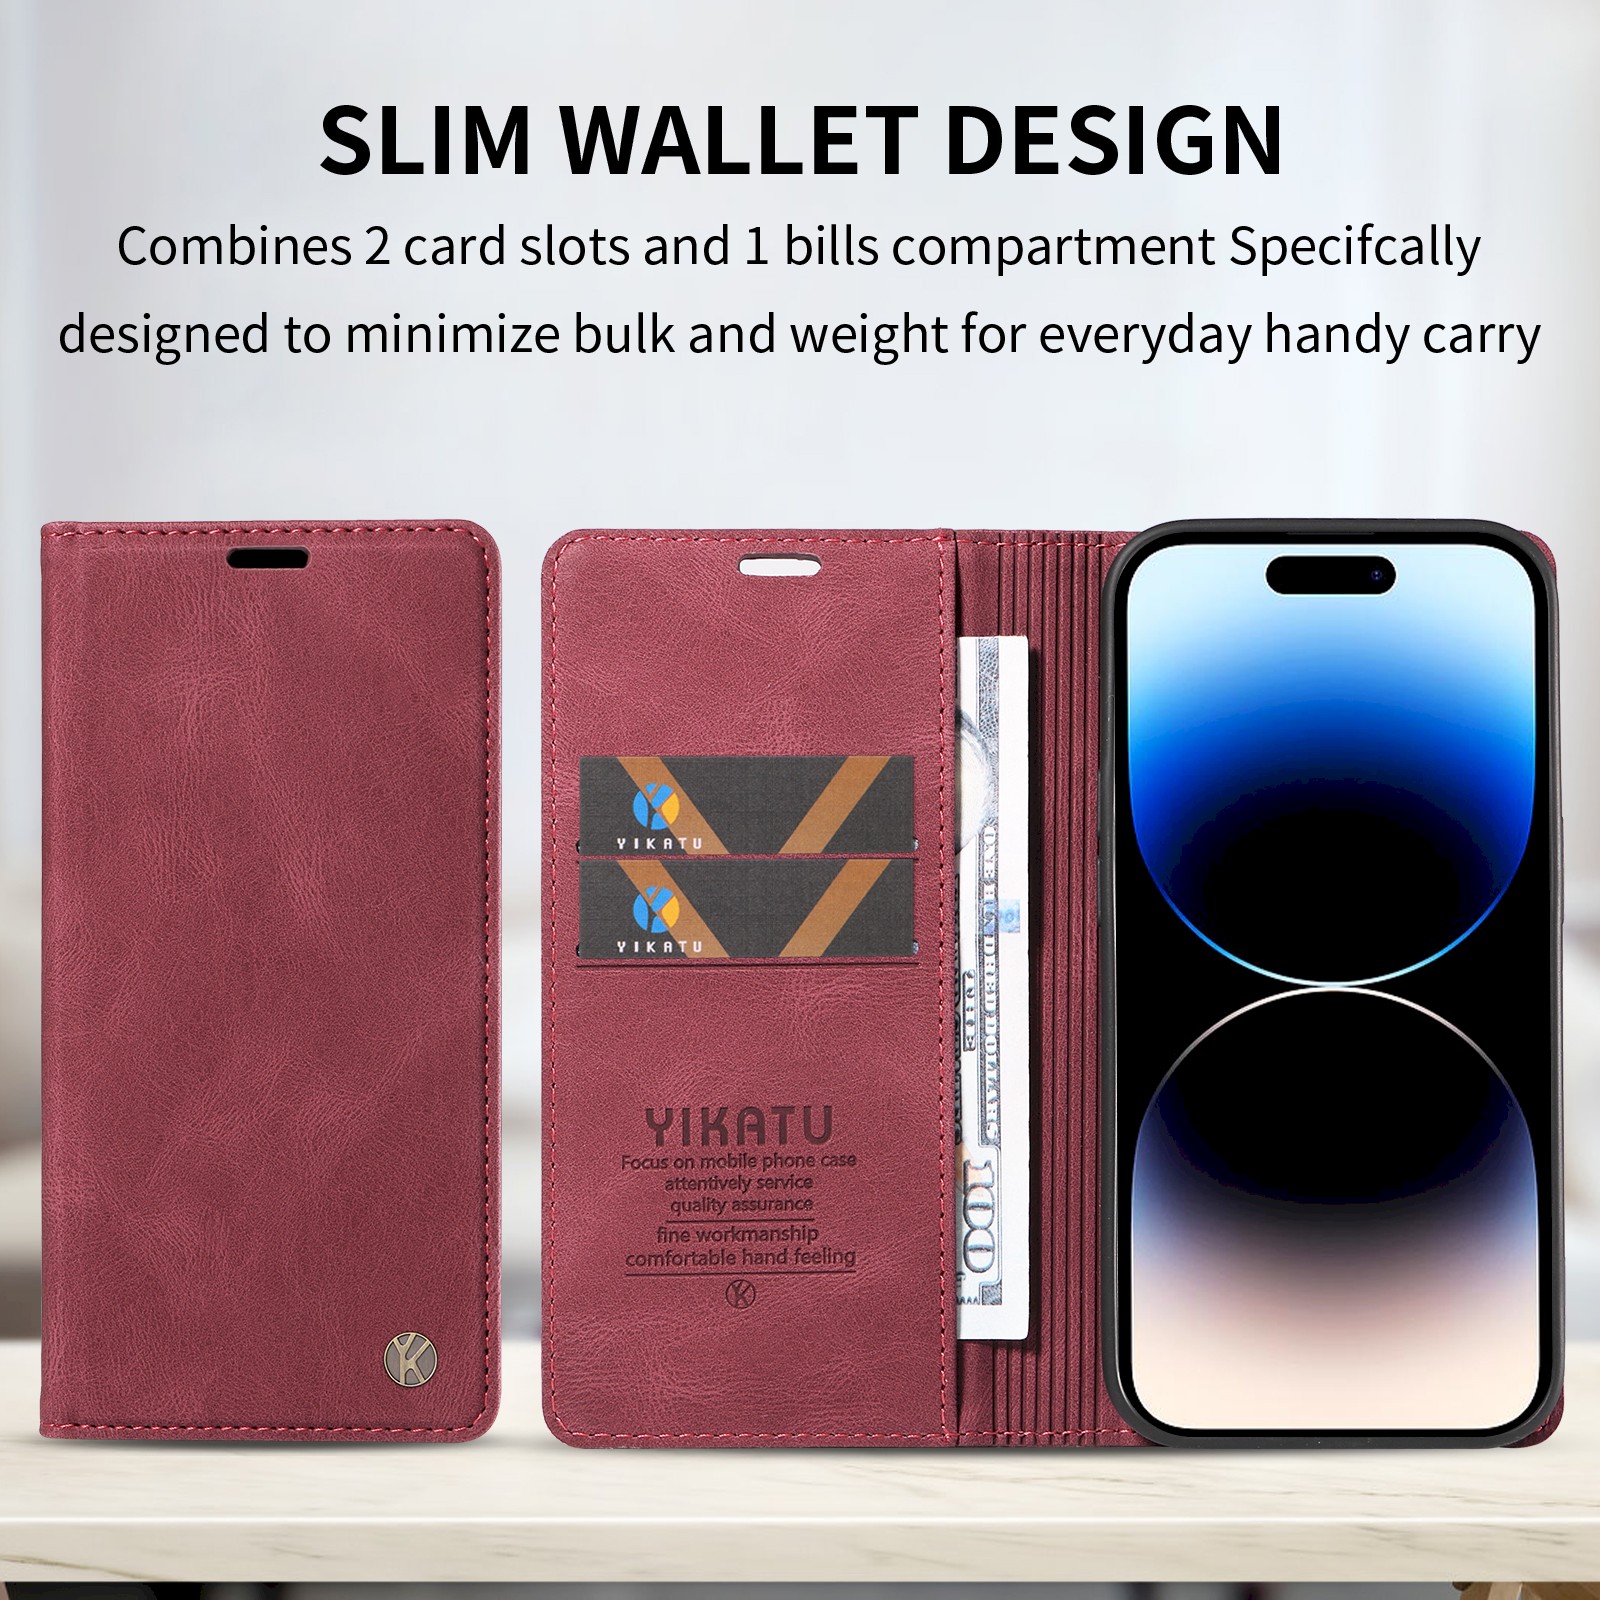 SLIM WALLET DESIGN
Combines 2 card slots and 1 bills compartment Specifcally
designed to minimize bulk and weight for everyday handy carry
YIKATU
YIKATU
YIKATU
Focus on mobile phone case
attentively service
quality assurance
fine workmanship
comfortable hand feeling
100